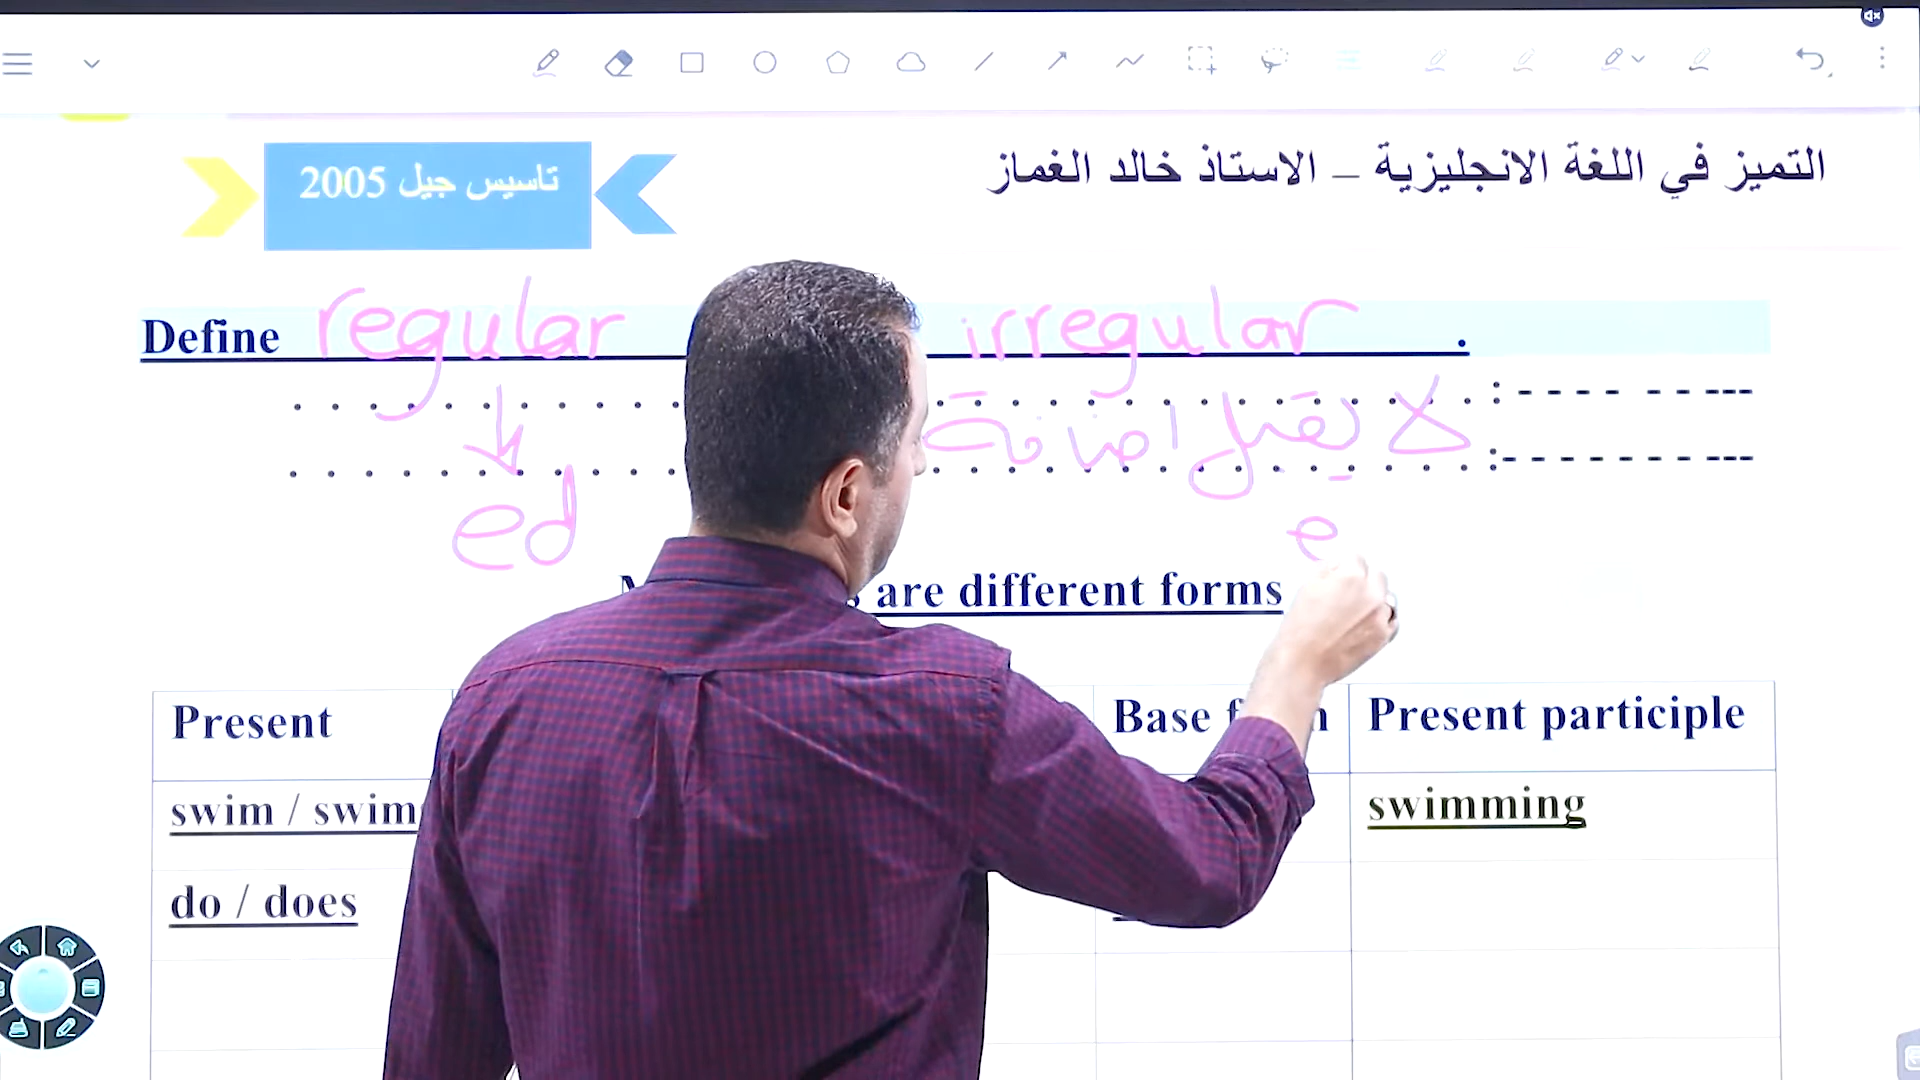 التميز في اللغة الانجليزية – الاستاذ خالد الغماز
تاسيس جيل 2005
Define regular irregular .
لا يقبل اضافة
ed
e
are different forms
Present
Base
Present participle
swim / swim
swimming
do / does